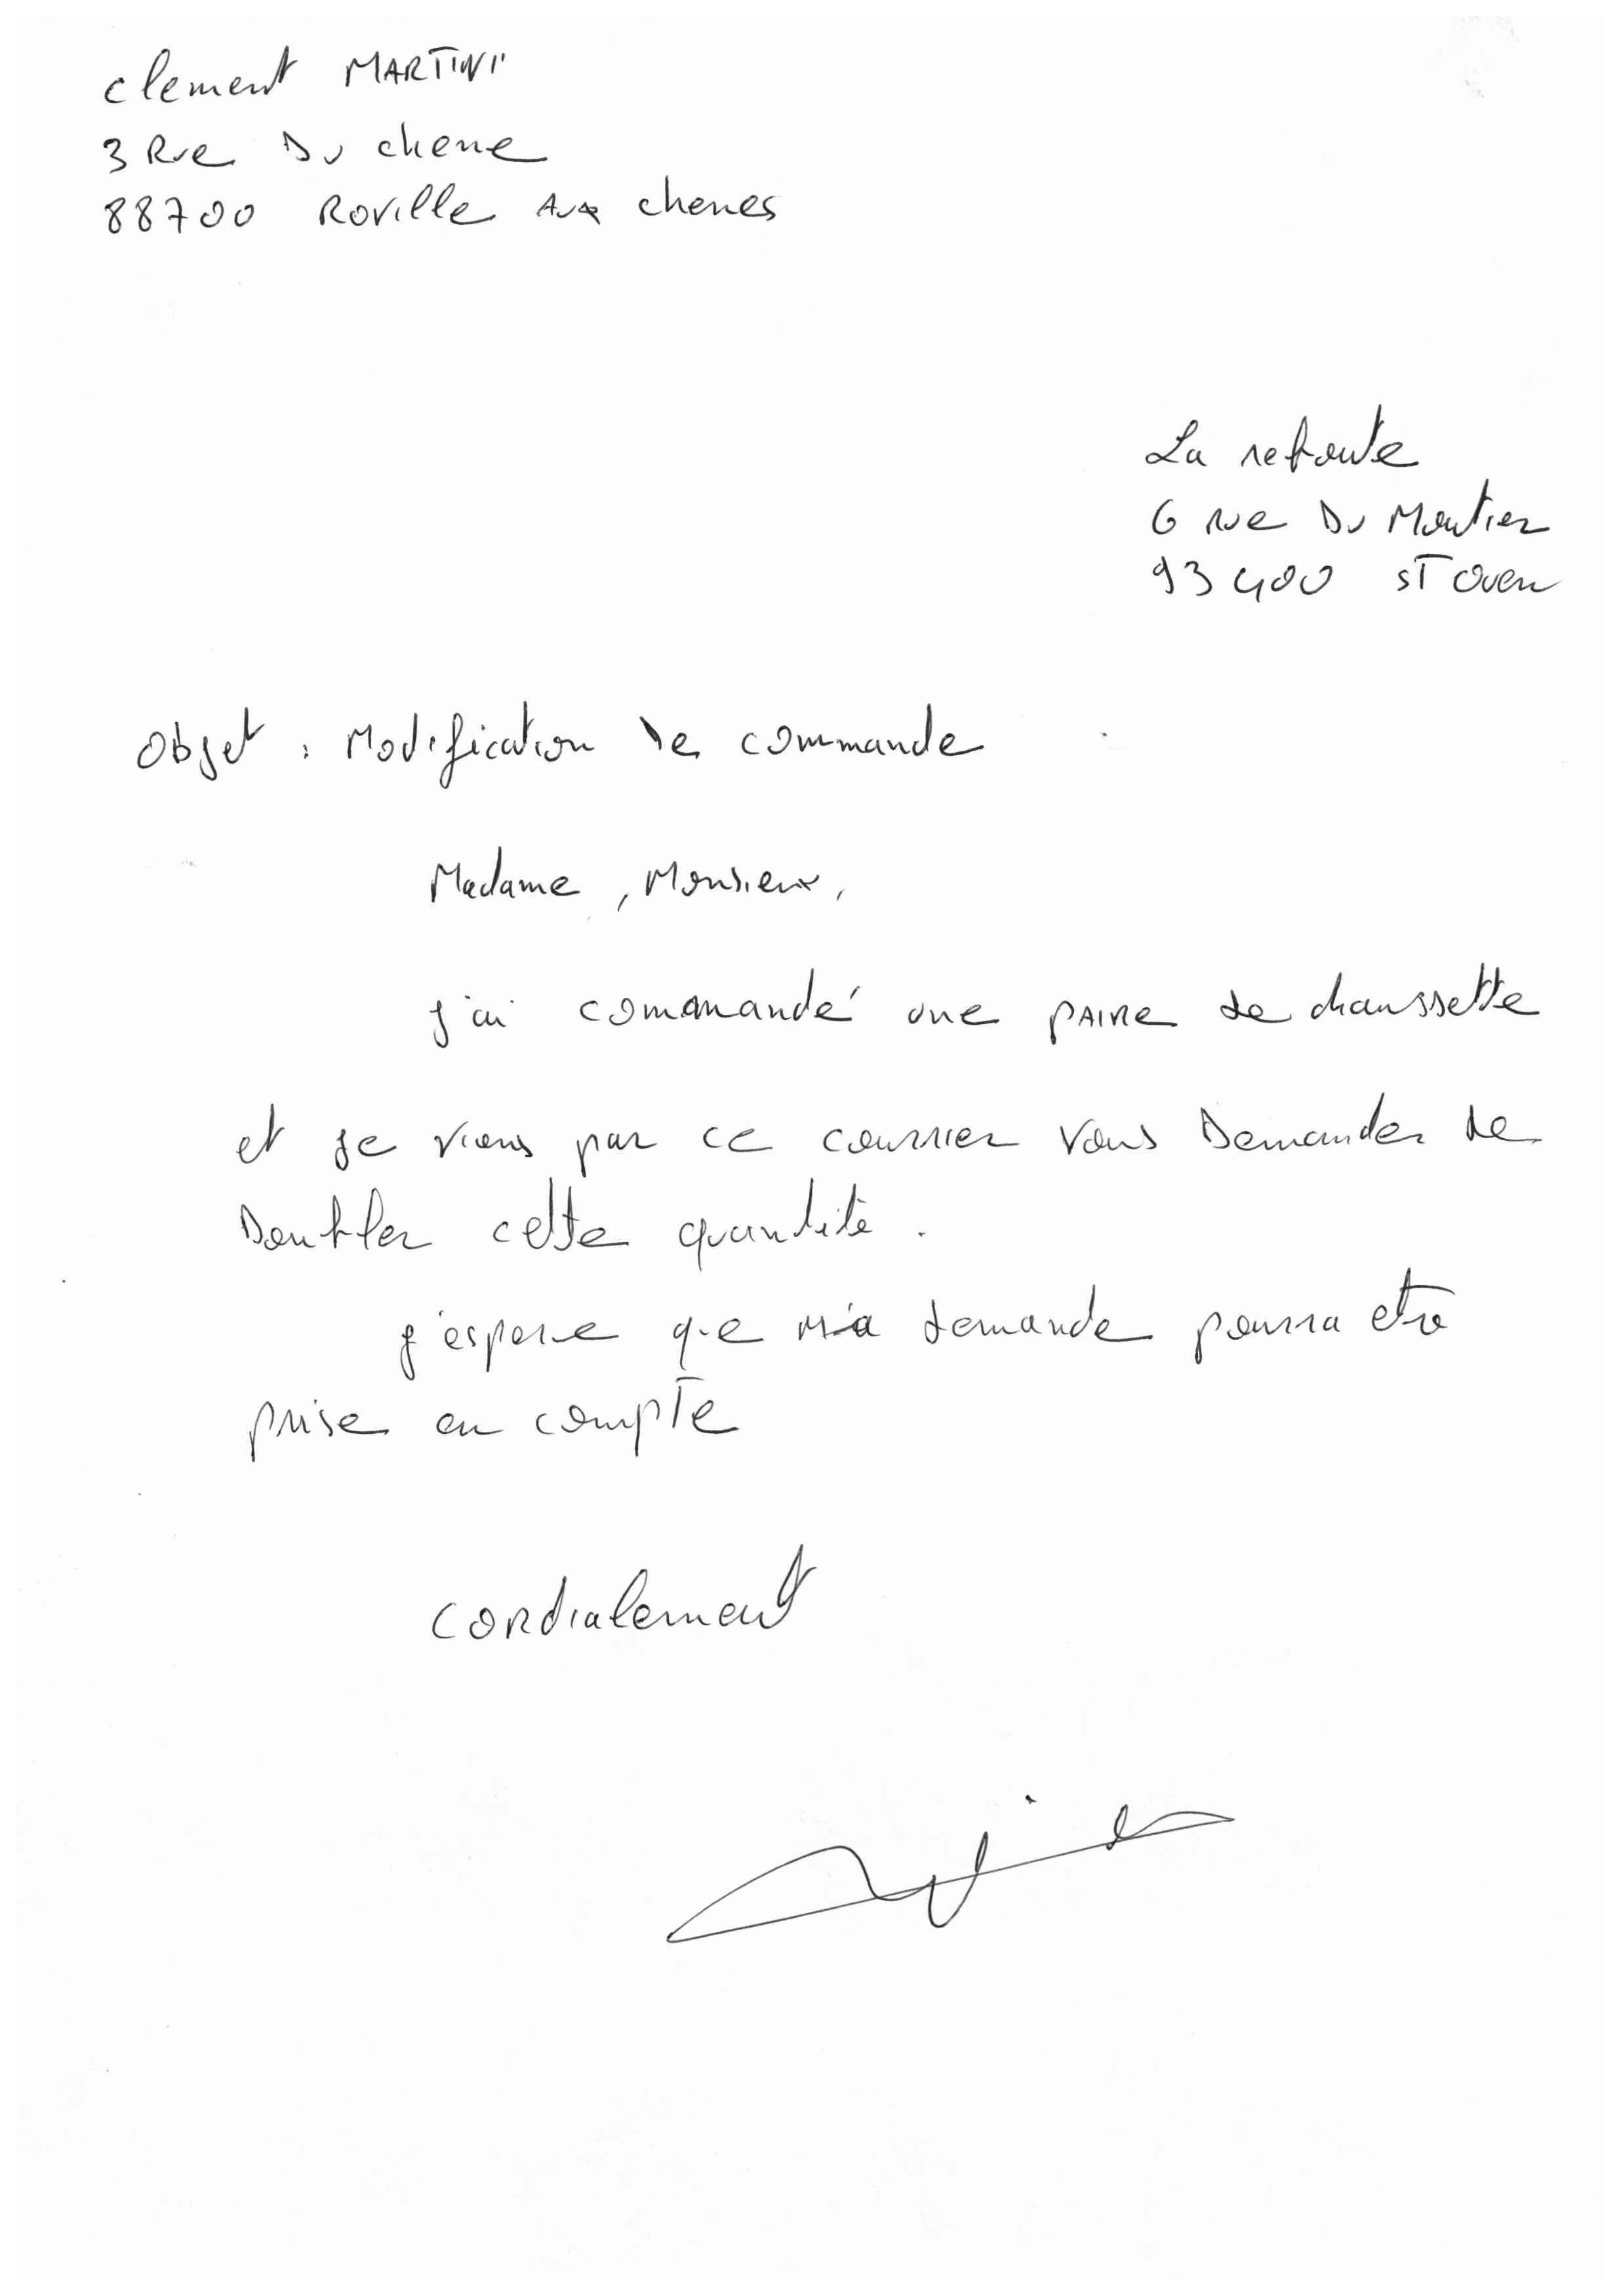 Clement MARTINI
3 Rue Du chene
88700 Roville Aux chenes
La reboute
6 rue Du Moutier
93400 ST Ouen
Objet : Modification de commande
Madame, Monsieur,
j'ai commandé une paire de chaussette
et je viens par ce courrier vous Demander de
Doubler cette quantité.
j'espere que ma demande pourra etre
prise en compte
Cordialement